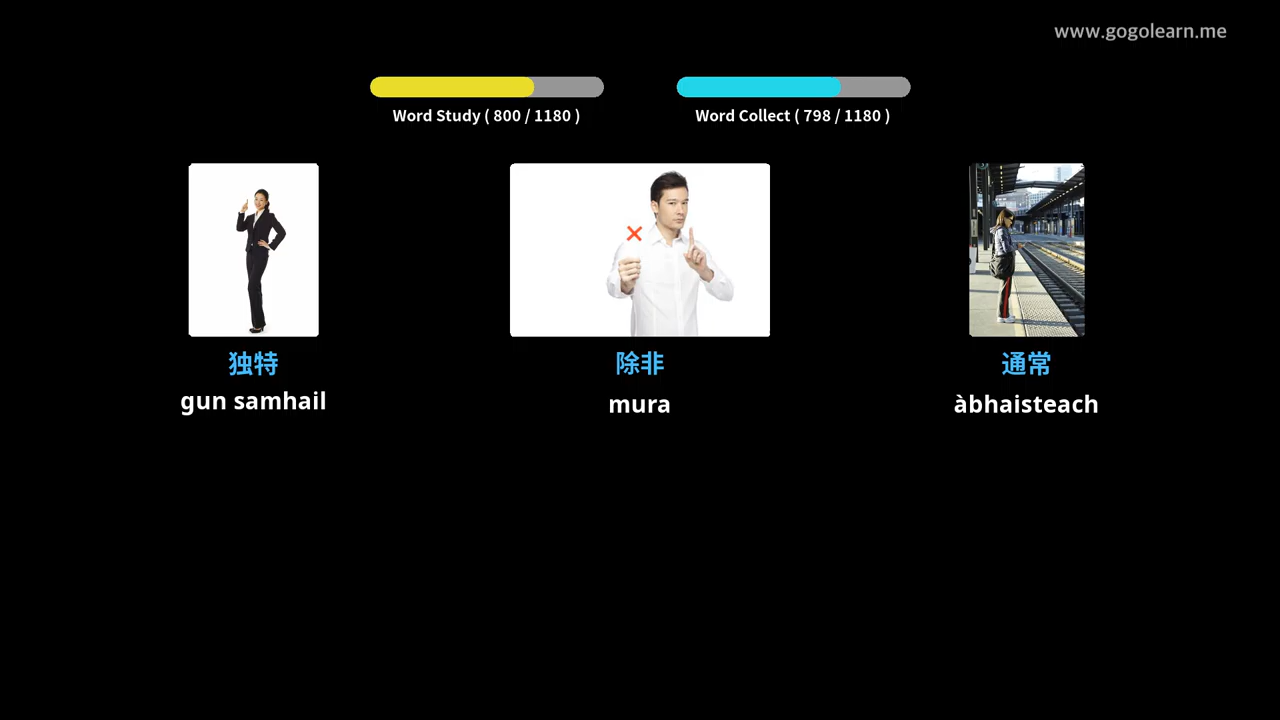 www.gogolearn.me
Word Study ( 800 / 1180 )
Word Collect ( 798 / 1180 )
独特
除非
通常
gun samhail
mura
àbhaisteach